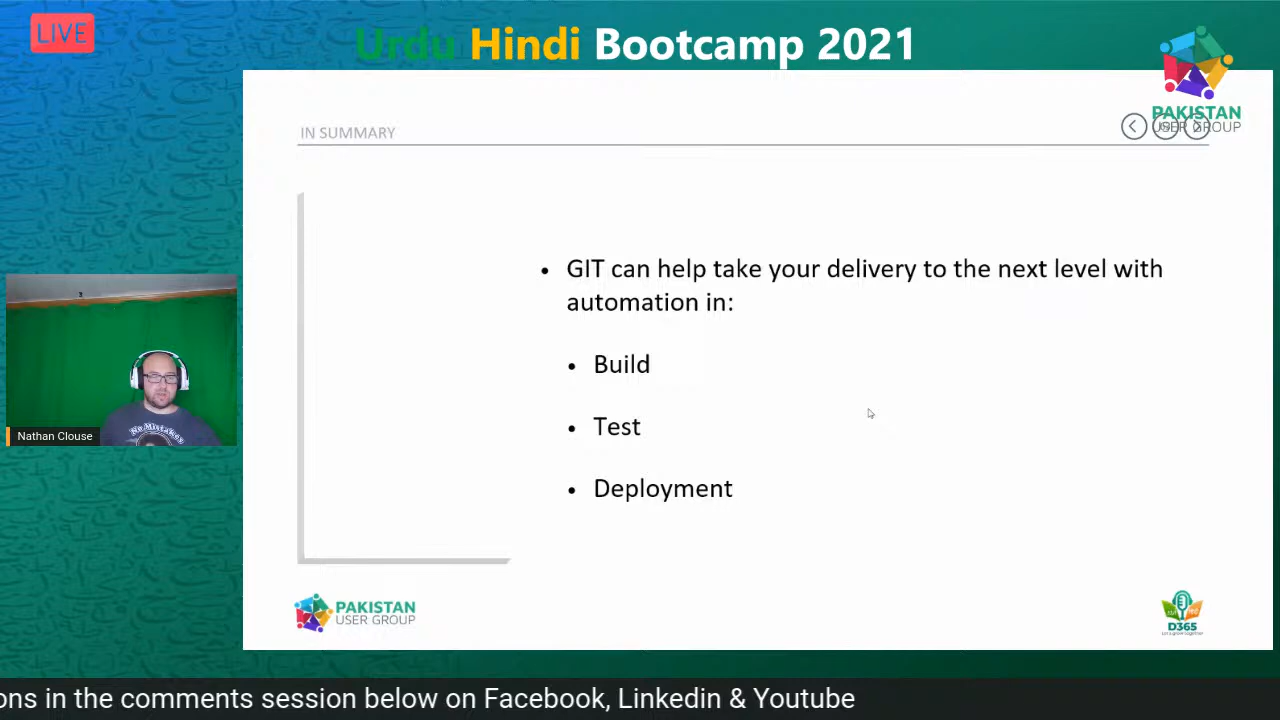 LIVE
Urdu Hindi Bootcamp 2021
PAKISTAN
USER GROUP
IN SUMMARY
• GIT can help take your delivery to the next level with
automation in:
• Build
• Test
• Deployment
No Mistakes
Nathan Clouse
PAKISTAN
USER GROUP
D365
ons in the comments session below on Facebook, Linkedin & Youtube